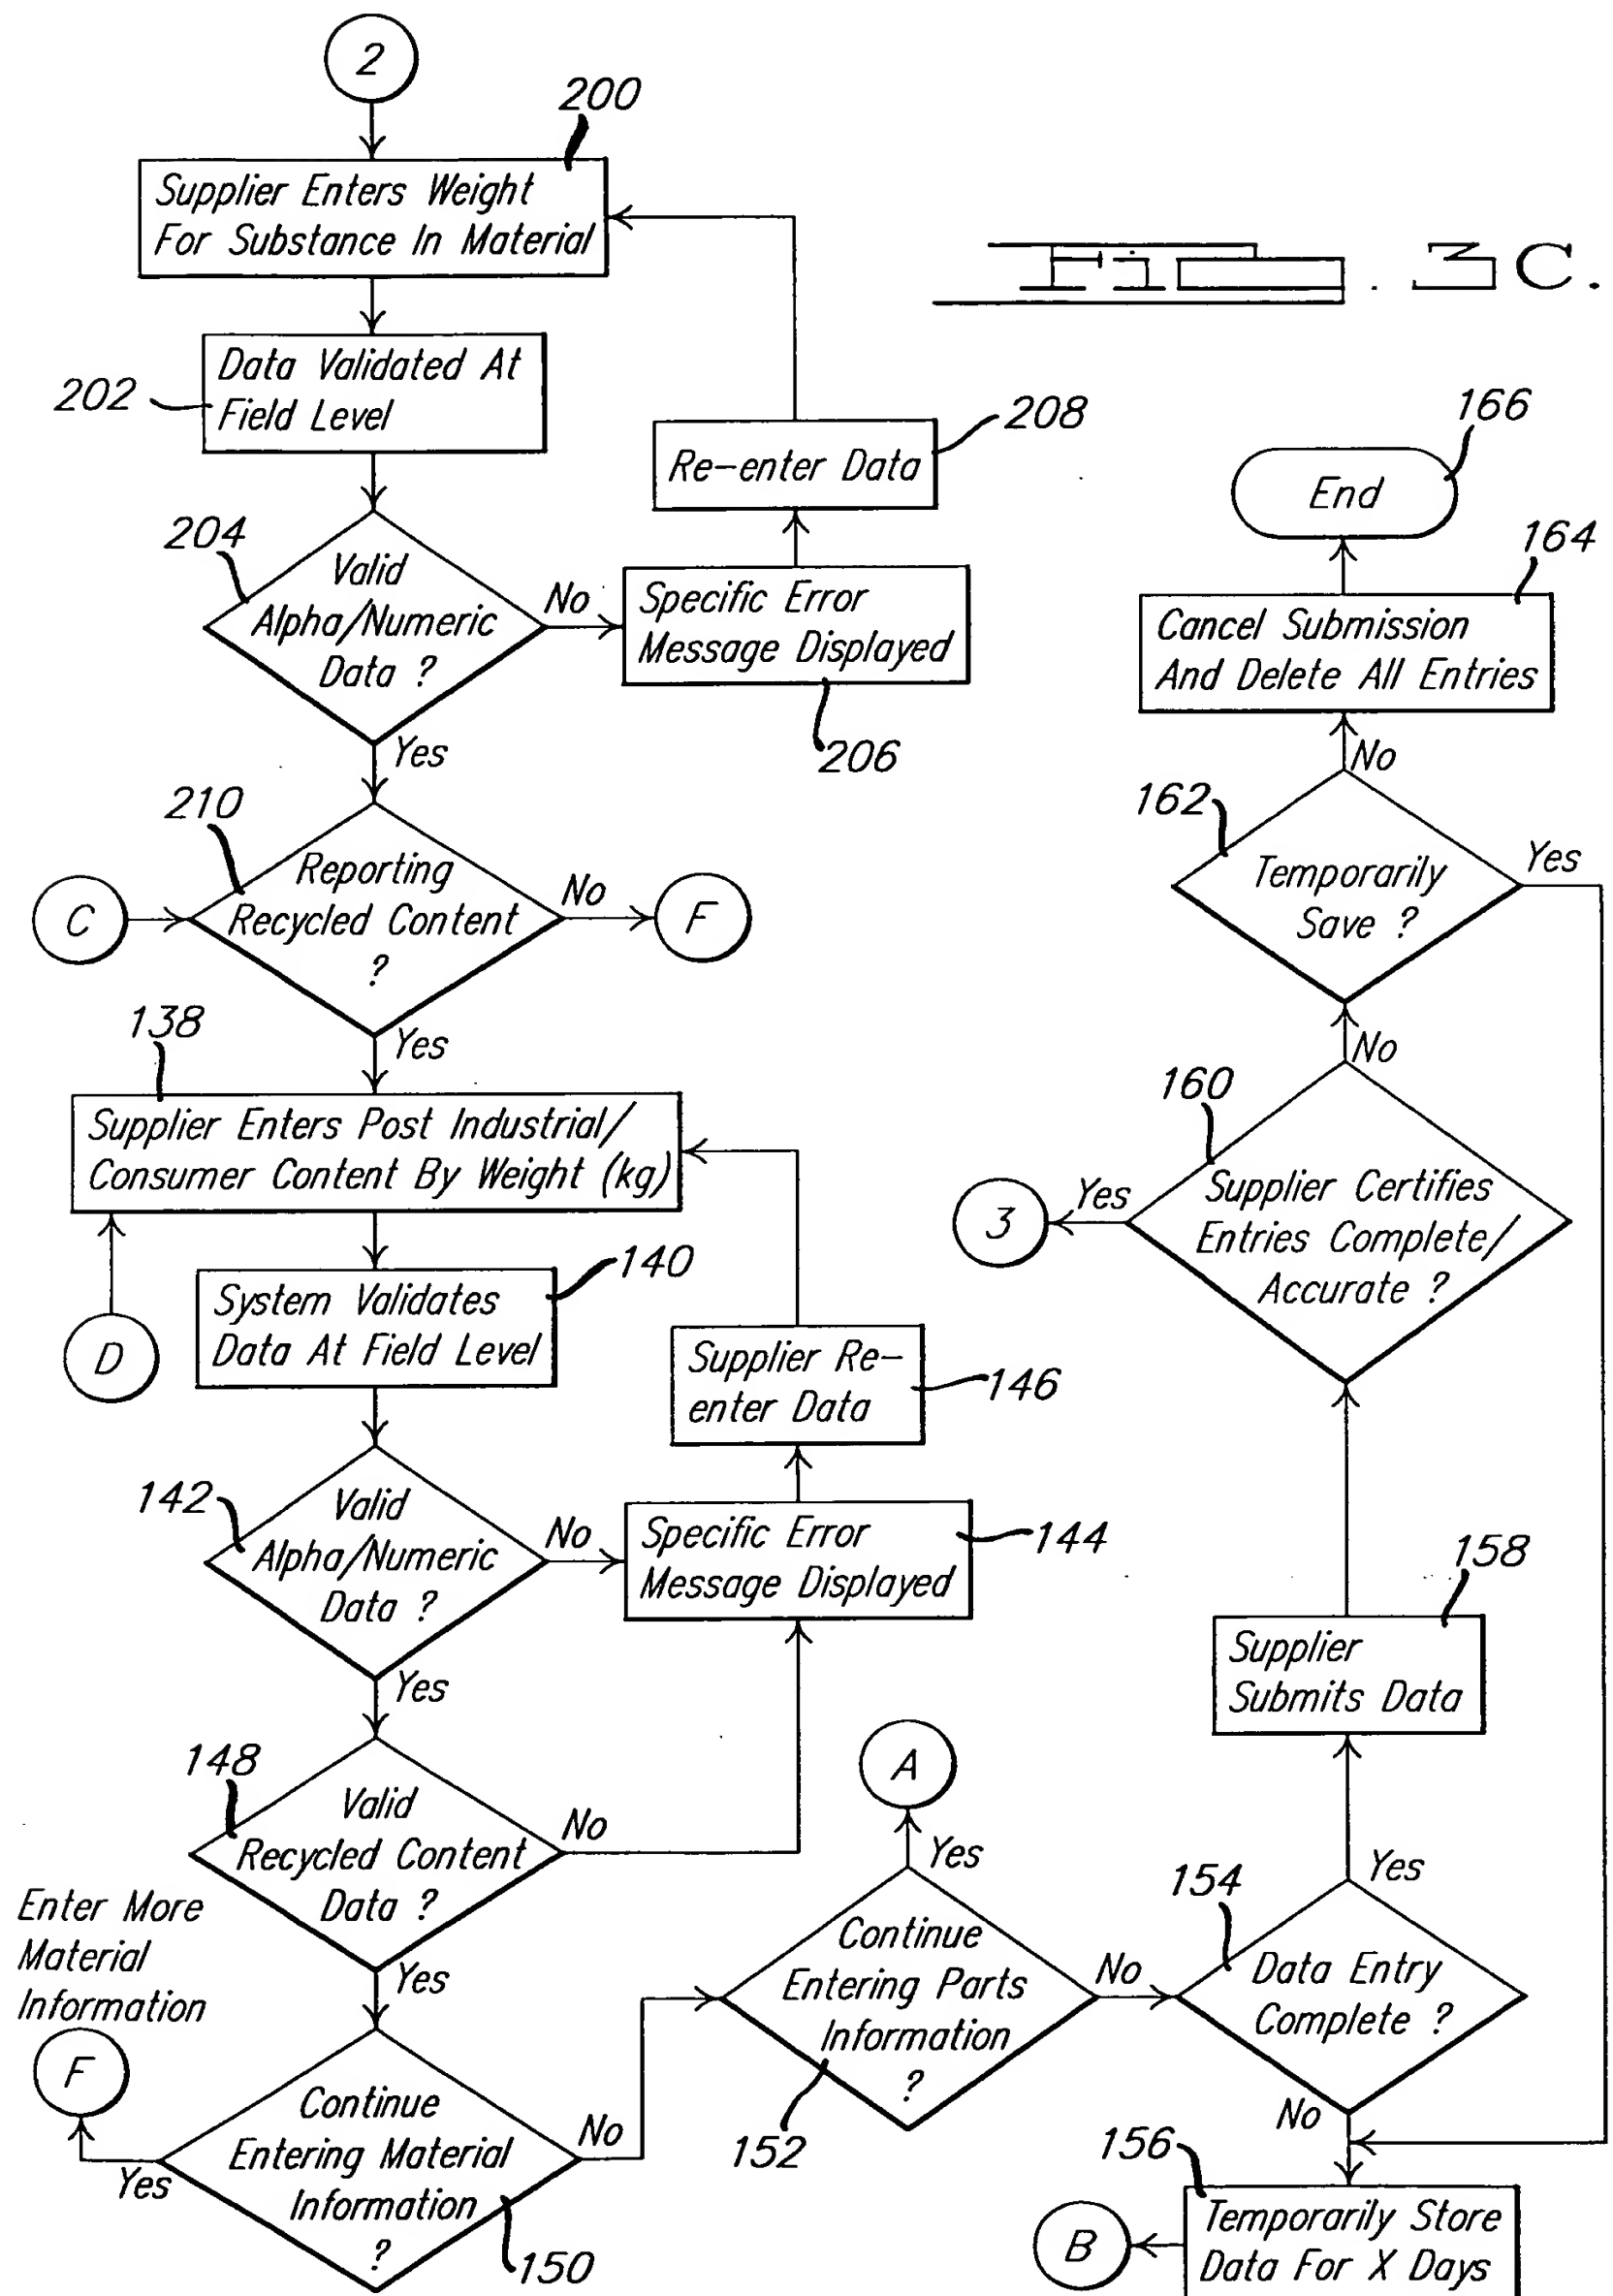 2
200
Supplier Enters Weight
For Substance In Material
FIG. 3C.
202
Data Validated At
Field Level
208
Re-enter Data
166
End
204
Valid
Alpha/Numeric
Data ?
No
Specific Error
Message Displayed
206
Yes
164
Cancel Submission
And Delete All Entries
No
162
Temporarily
Save ?
Yes
210
Reporting
Recycled Content
?
C
No
F
Yes
138
Supplier Enters Post Industrial/
Consumer Content By Weight (kg)
No
160
Supplier Certifies
Entries Complete/
Accurate ?
Yes
3
D
140
System Validates
Data At Field Level
Supplier Re-
enter Data
146
142
Valid
Alpha/Numeric
Data ?
No
Specific Error
Message Displayed
144
Yes
158
Supplier
Submits Data
148
Valid
Recycled Content
Data ?
No
Yes
A
Yes
Enter More
Material
Information
F
Continue
Entering Parts
Information
?
152
No
154
Data Entry
Complete ?
Yes
No
Continue
Entering Material
Information
?
150
Yes
No
156
Temporarily Store
Data For X Days
B